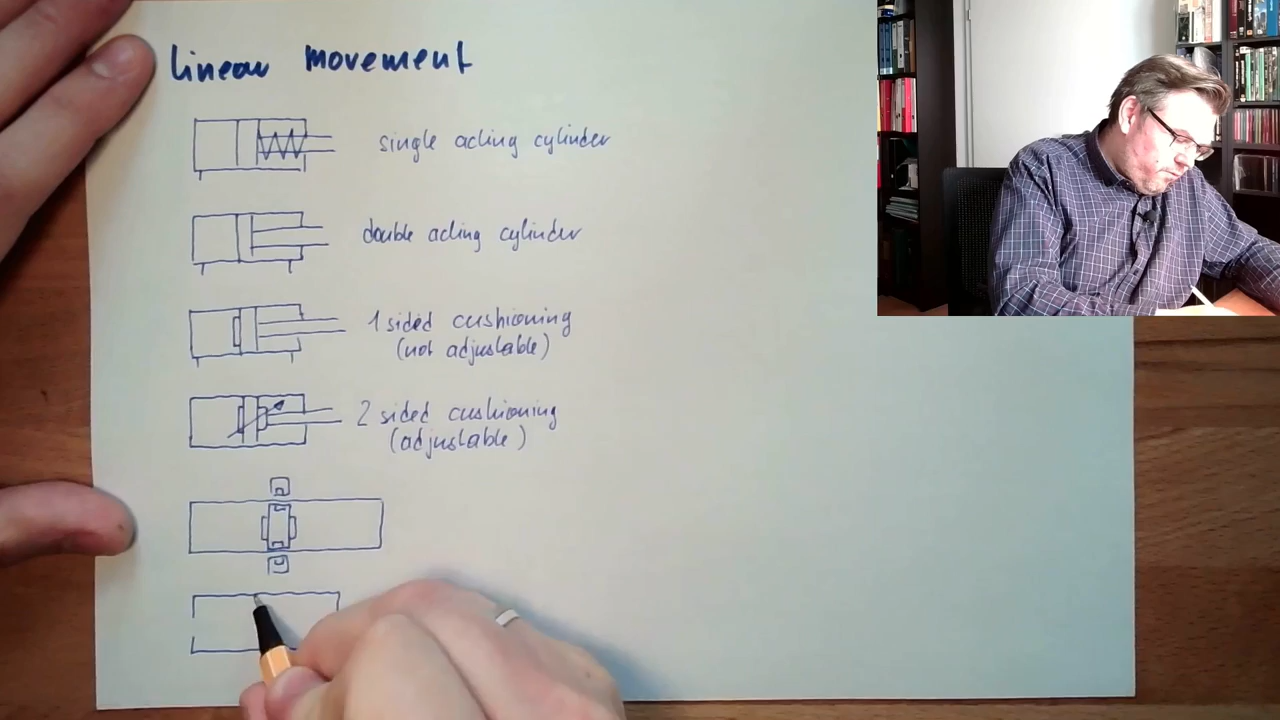 linear movement
single acting cylinder
double acting cylinder
1 sided cushioning
(not adjustable)
2 sided cushioning
(adjustable)